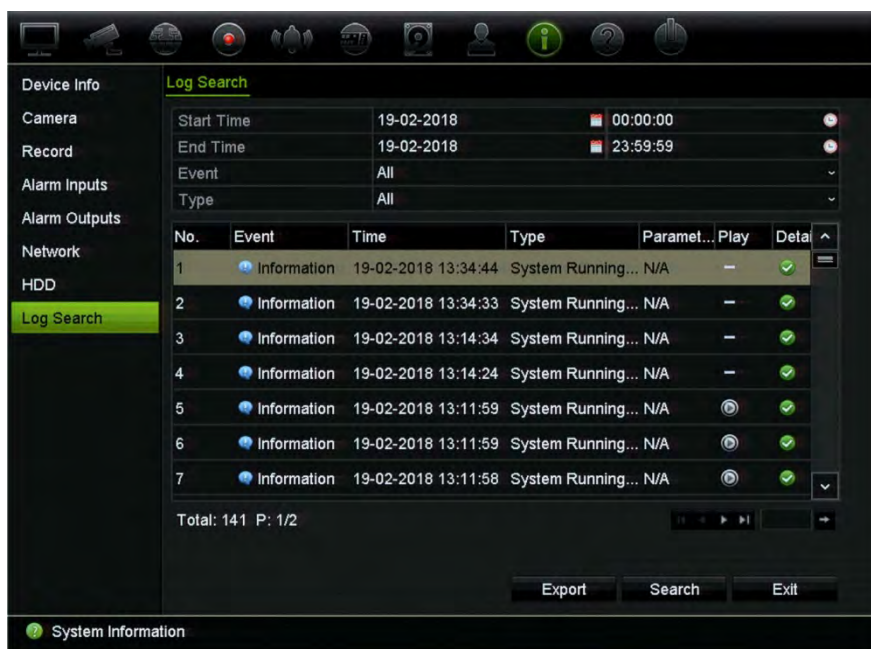 Device Info
Log Search
Camera
Record
Alarm Inputs
Alarm Outputs
Network
HDD
Log Search
Start Time 19-02-2018 00:00:00
End Time 19-02-2018 23:59:59
Event All
Type All
No. Event Time Type Paramet... Play Detai
1 Information 19-02-2018 13:34:44 System Running... N/A –
2 Information 19-02-2018 13:34:33 System Running... N/A –
3 Information 19-02-2018 13:14:34 System Running... N/A –
4 Information 19-02-2018 13:14:24 System Running... N/A –
5 Information 19-02-2018 13:11:59 System Running... N/A
6 Information 19-02-2018 13:11:59 System Running... N/A
7 Information 19-02-2018 13:11:58 System Running... N/A
Total: 141 P: 1/2
Export Search Exit
System Information